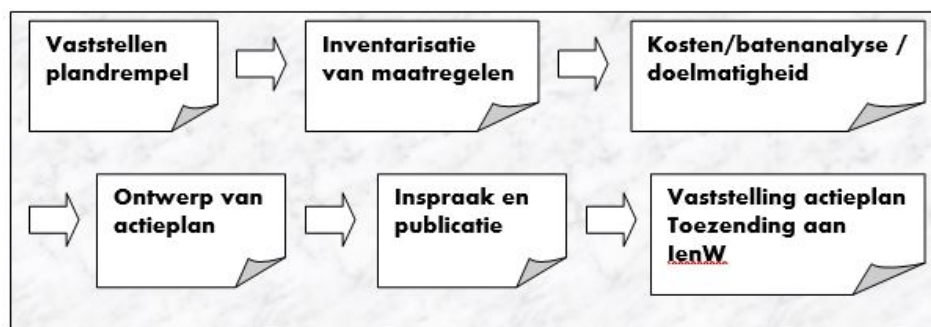 Vaststellen
plandrempel
Inventarisatie
van maatregelen
Kosten/batenanalyse /
doelmatigheid
Ontwerp van
actieplan
Inspraak en
publicatie
Vaststelling actieplan
Toezending aan
IenW